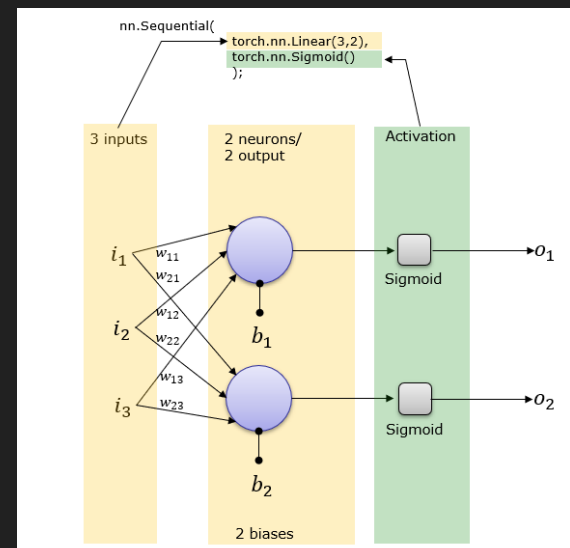 nn.Sequential(
torch.nn.Linear(3,2),
torch.nn.Sigmoid()
);
3 inputs
2 neurons/
2 output
Activation
i₁
w₁₁
w₂₁
i₂
w₁₂
w₂₂
i₃
w₁₃
w₂₃
b₁
b₂
2 biases
Sigmoid
o₁
Sigmoid
o₂